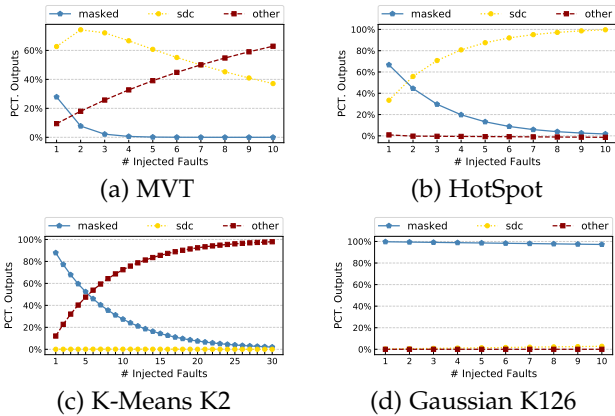 masked sdc other
PCT. Outputs
60%
40%
20%
0%
1 2 3 4 5 6 7 8 9 10
# Injected Faults
(a) MVT
masked sdc other
PCT. Outputs
100%
80%
60%
40%
20%
0%
1 2 3 4 5 6 7 8 9 10
# Injected Faults
(b) HotSpot
masked sdc other
PCT. Outputs
100%
80%
60%
40%
20%
0%
1 5 10 15 20 25 30
# Injected Faults
(c) K-Means K2
masked sdc other
PCT. Outputs
100%
80%
60%
40%
20%
0%
1 2 3 4 5 6 7 8 9 10
# Injected Faults
(d) Gaussian K126